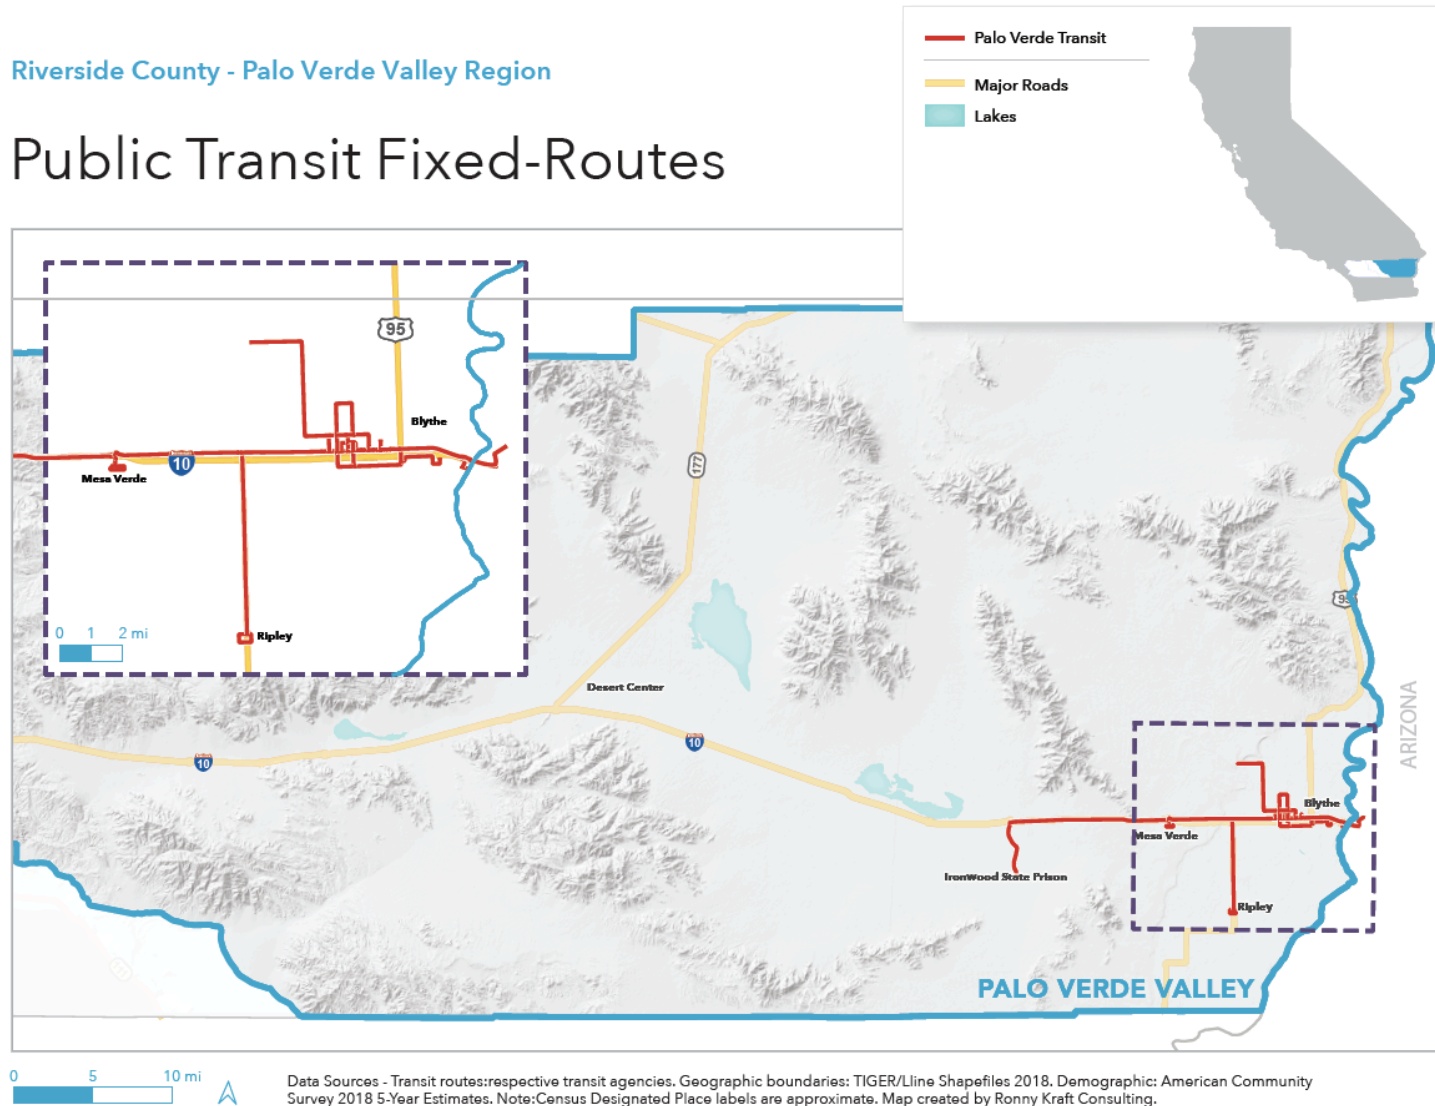 Riverside County - Palo Verde Valley Region
Public Transit Fixed-Routes
Palo Verde Transit
Major Roads
Lakes
95
Blythe
10
Mesa Verde
Ripley
0 1 2 mi
177
95
Desert Center
10
10
ARIZONA
Blythe
Mesa Verde
Ironwood State Prison
Ripley
PALO VERDE VALLEY
0 5 10 mi
Data Sources - Transit routes:respective transit agencies. Geographic boundaries: TIGER/Lline Shapefiles 2018. Demographic: American Community
Survey 2018 5-Year Estimates. Note:Census Designated Place labels are approximate. Map created by Ronny Kraft Consulting.